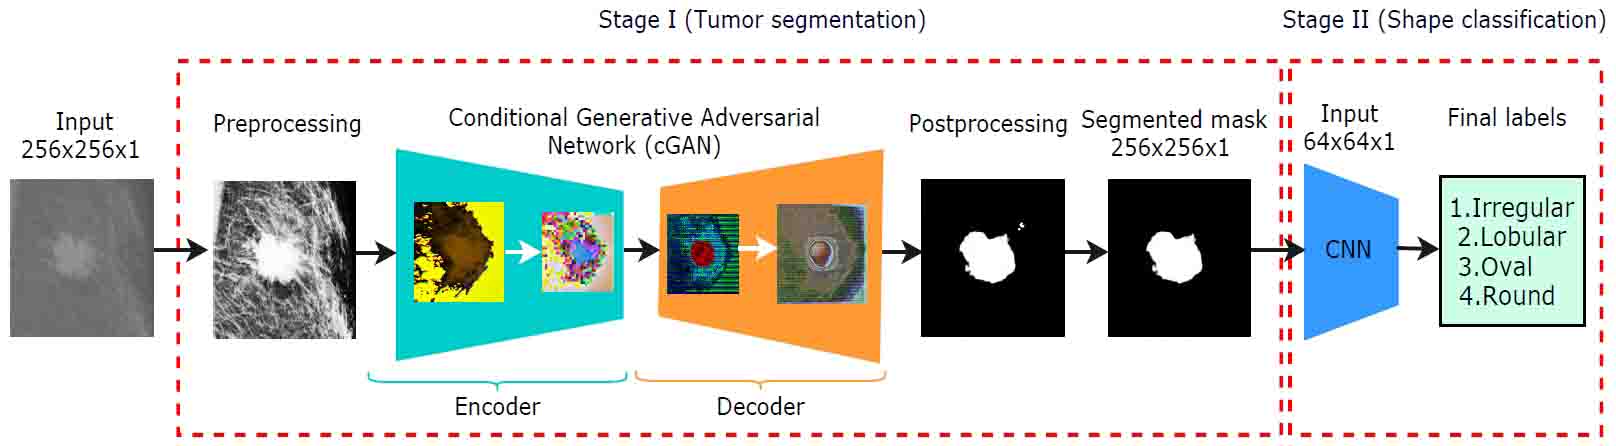 Stage I (Tumor segmentation)
Stage II (Shape classification)
Input
256x256x1
Preprocessing
Conditional Generative Adversarial
Network (cGAN)
Postprocessing
Segmented mask
256x256x1
Input
64x64x1
Final labels
CNN
1.Irregular
2.Lobular
3.Oval
4.Round
Encoder
Decoder